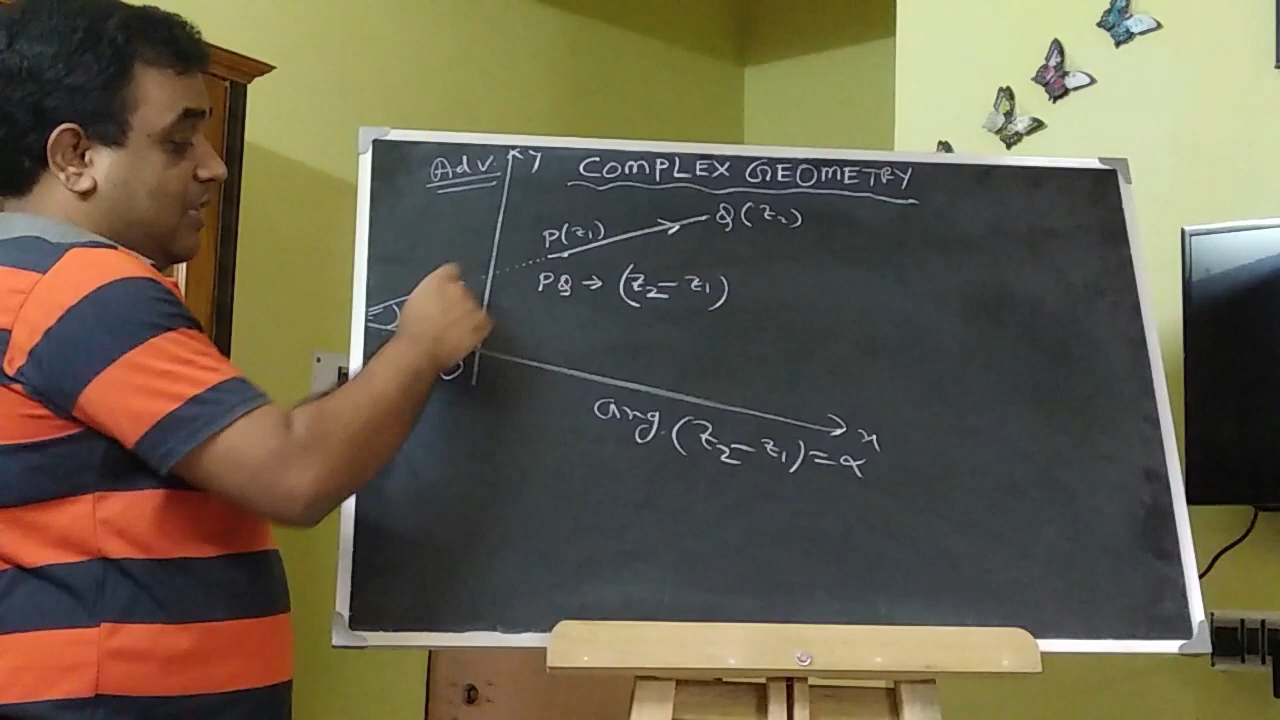 Adv. y COMPLEX GEOMETRY
P(z₁) Q(z₂)
PQ → (z₂ - z₁)
O x
arg. (z₂ - z₁) = α